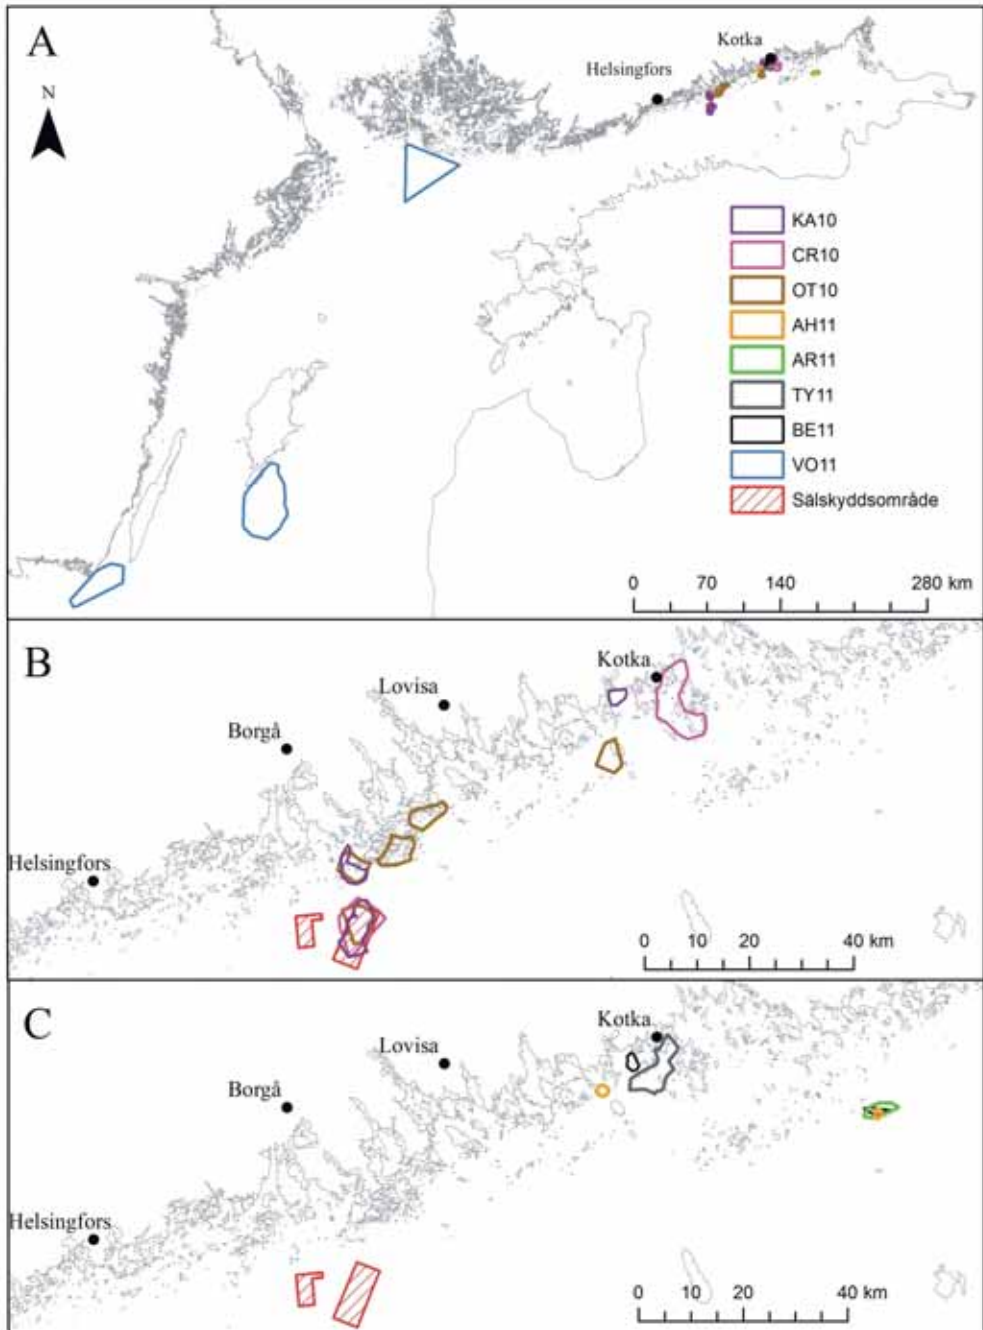 A
N
Kotka
Helsingfors
KA10
CR10
OT10
AH11
AR11
TY11
BE11
VO11
Sälskyddsområde
0 70 140 280 km
B
Kotka
Lovisa
Borgå
Helsingfors
0 10 20 40 km
C
Kotka
Lovisa
Borgå
Helsingfors
0 10 20 40 km